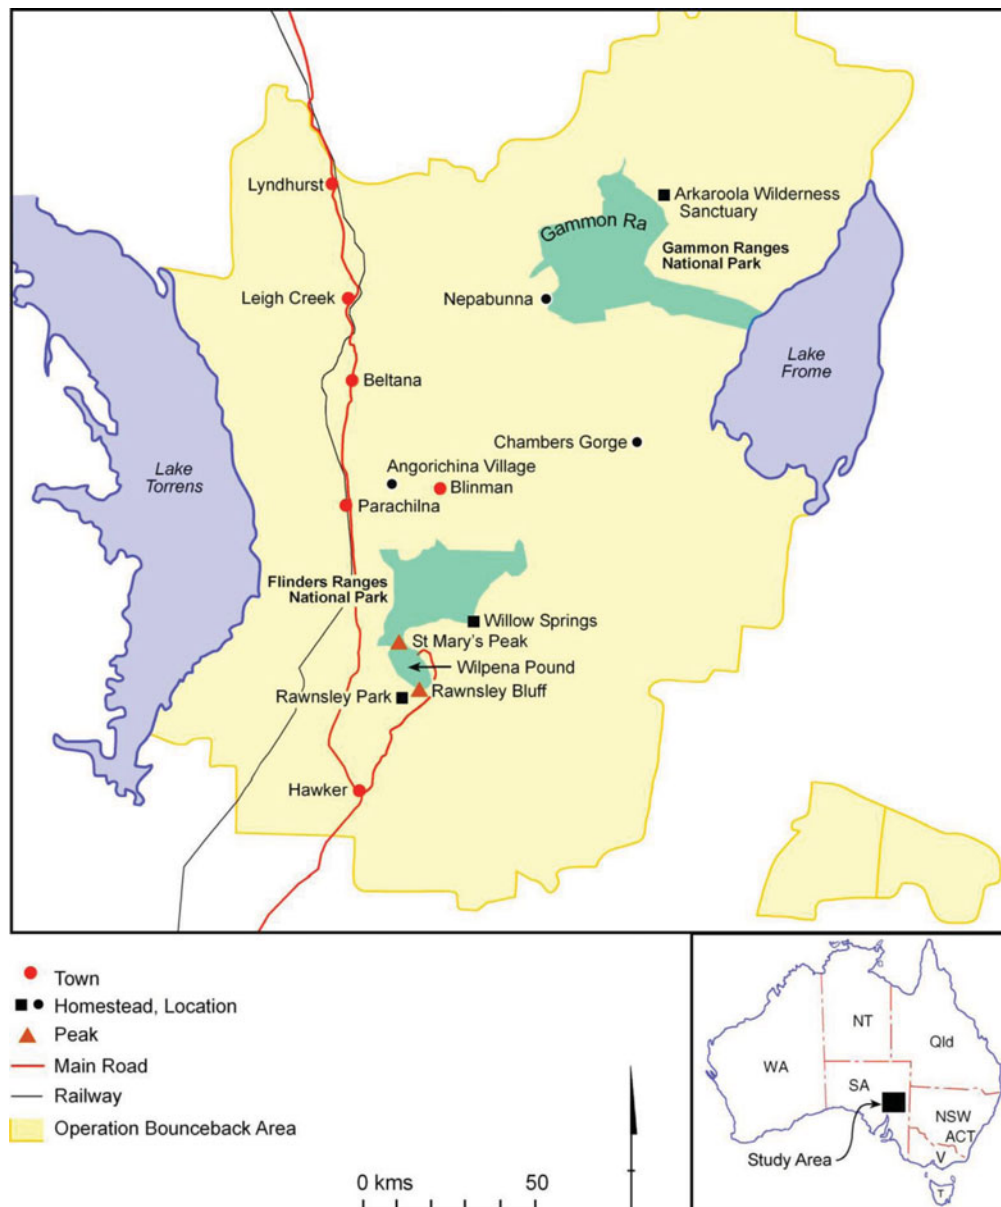 Lyndhurst
Arkaroola Wilderness
Sanctuary
Gammon Ra
Gammon Ranges
National Park
Leigh Creek
Nepabunna
Lake
Frome
Beltana
Chambers Gorge
Lake
Torrens
Angorichina Village
Blinman
Parachilna
Flinders Ranges
National Park
Willow Springs
St Mary's Peak
Wilpena Pound
Rawnsley Park
Rawnsley Bluff
Hawker
Town
Homestead, Location
Peak
Main Road
Railway
Operation Bounceback Area
0 kms 50
NT
Qld
WA
SA
NSW
ACT
V
Study Area
T